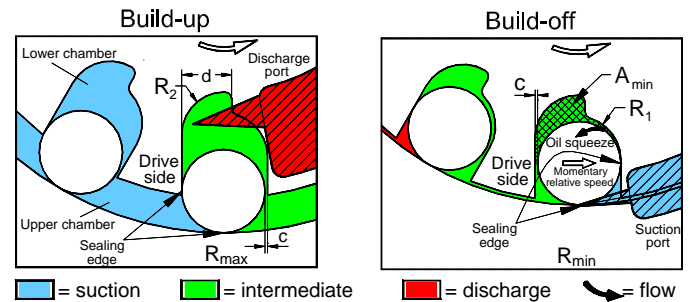 Build-up
Lower chamber
d
Discharge
port
R2
Drive
side
Upper chamber
Sealing
edge
Rmax
c
Build-off
c
Amin
R1
Oil squeeze
Drive
side
Momentary
relative speed
Sealing
edge
Suction
port
Rmin
= suction
= intermediate
= discharge
= flow